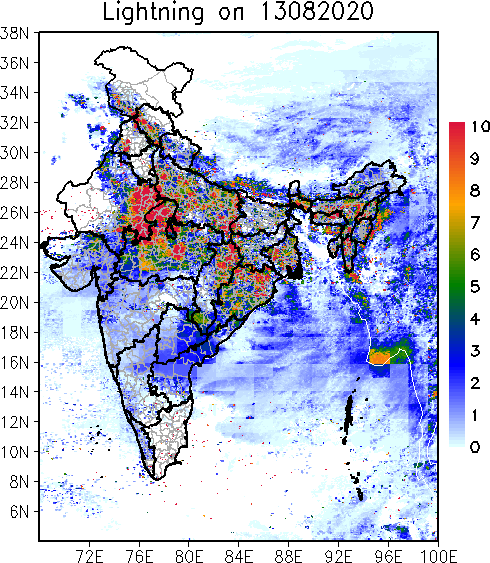 Lightning on 13082020
38N
36N
34N
32N
30N
28N
26N
24N
22N
20N
18N
16N
14N
12N
10N
8N
6N
72E 76E 80E 84E 88E 92E 96E 100E
10
9
8
7
6
5
4
3
2
1
0